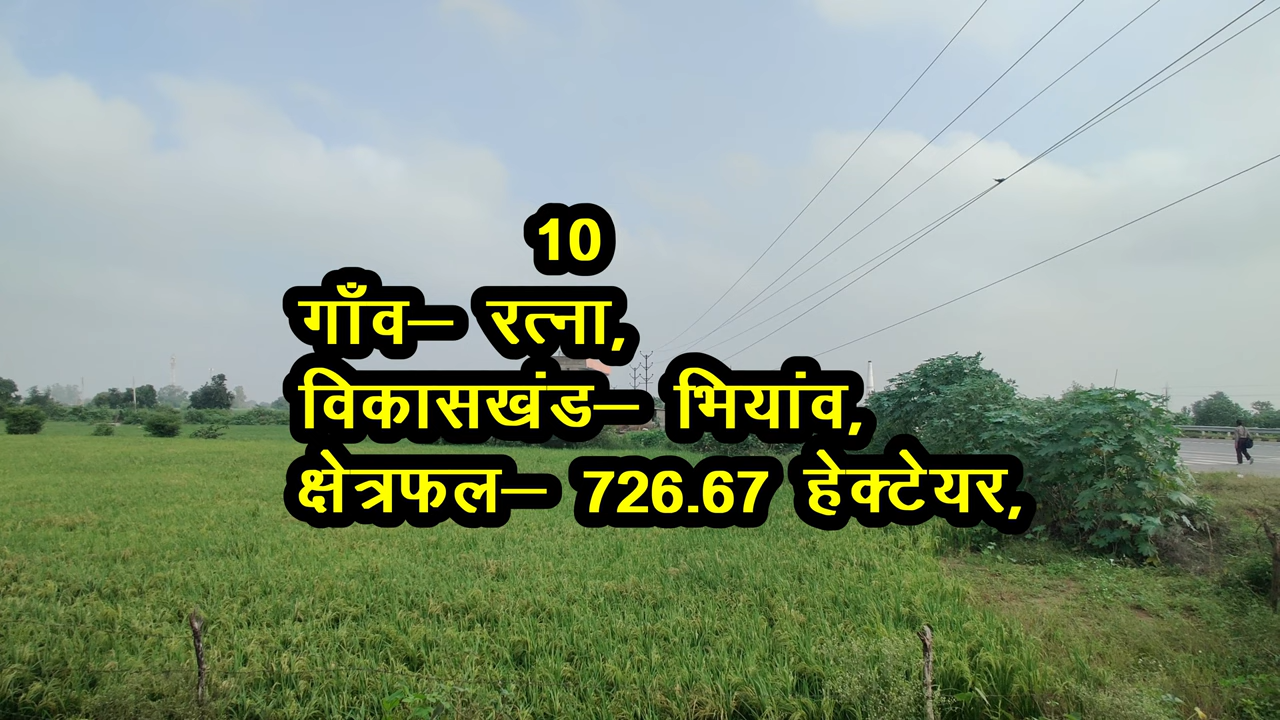 10
गाँव– रत्ना,
विकासखंड– भियांव,
क्षेत्रफल– 726.67 हेक्टेयर,